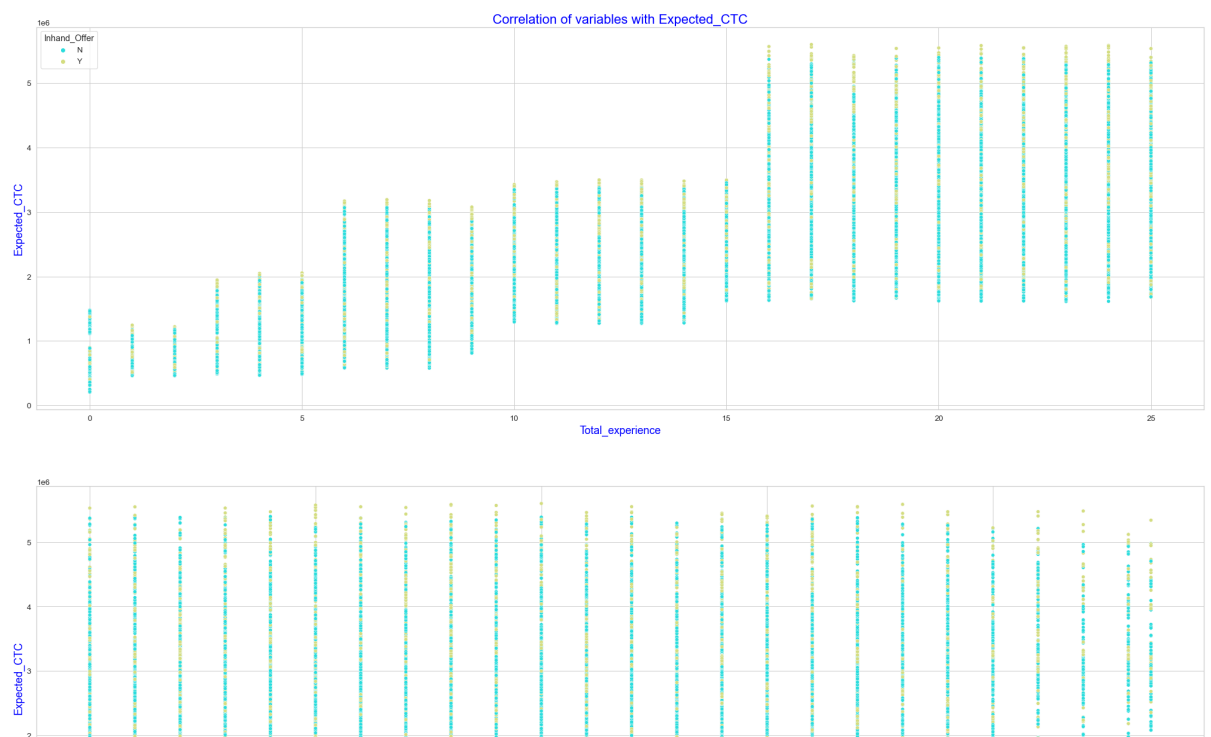 Correlation of variables with Expected_CTC
1e6
Inhand_Offer
N
Y
5
4
3
2
1
0
Expected_CTC
0 5 10 15 20 25
Total_experience
1e6
5
4
3
2
Expected_CTC